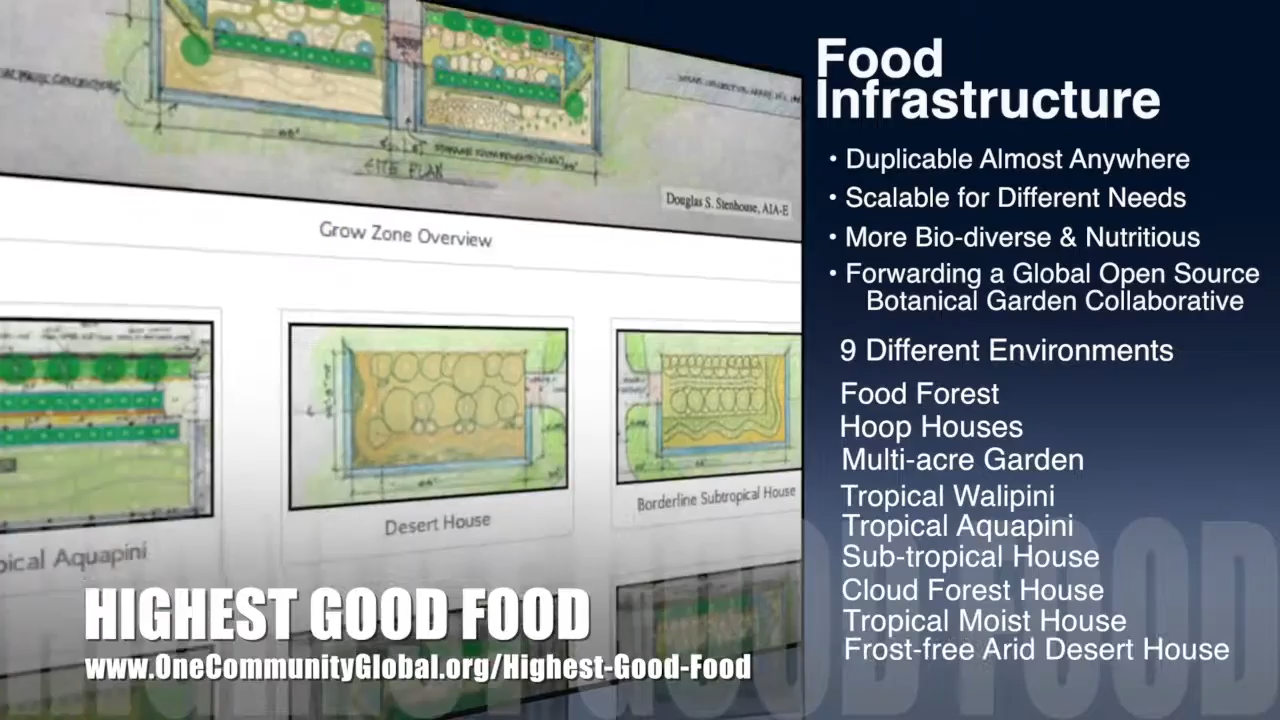 SITE PLAN
Douglas S. Stenhouse, AIA-E
Grow Zone Overview
pical Aquapini
Desert House
Borderline Subtropical House
HIGHEST GOOD FOOD
www.OneCommunityGlobal.org/Highest-Good-Food
Food
Infrastructure
• Duplicable Almost Anywhere
• Scalable for Different Needs
• More Bio-diverse & Nutritious
• Forwarding a Global Open Source
Botanical Garden Collaborative
9 Different Environments
Food Forest
Hoop Houses
Multi-acre Garden
Tropical Walipini
Tropical Aquapini
Sub-tropical House
Cloud Forest House
Tropical Moist House
Frost-free Arid Desert House
HIGHEST GOOD FOOD